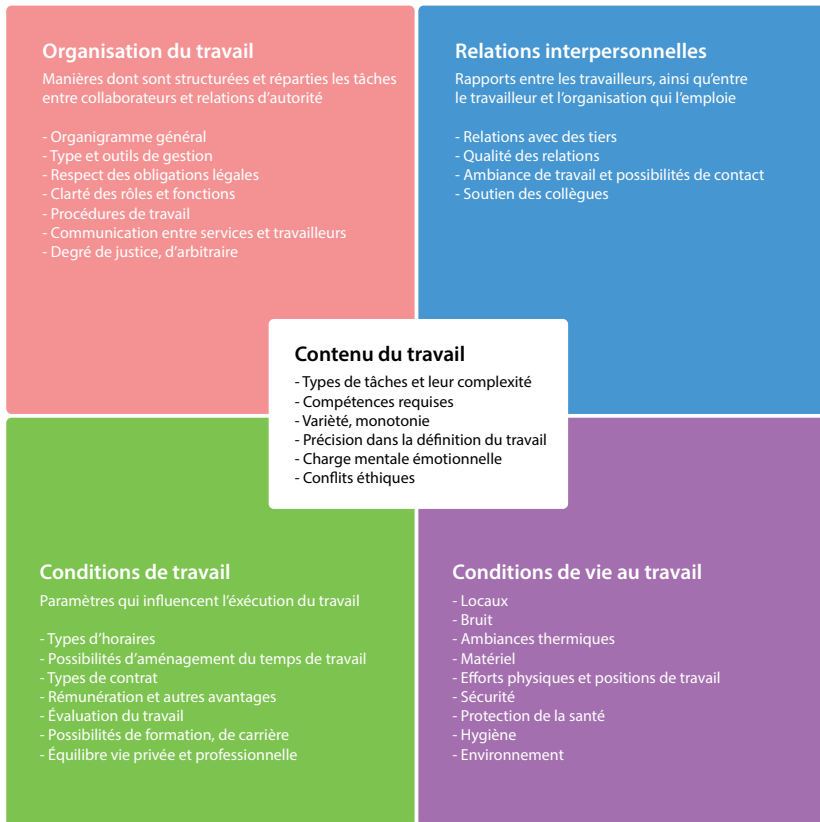 Organisation du travail
Manières dont sont structurées et réparties les tâches
entre collaborateurs et relations d'autorité
- Organigramme général
- Type et outils de gestion
- Respect des obligations légales
- Clarté des rôles et fonctions
- Procédures de travail
- Communication entre services et travailleurs
- Degré de justice, d'arbitraire
Relations interpersonnelles
Rapports entre les travailleurs, ainsi qu'entre
le travailleur et l'organisation qui l'emploie
- Relations avec des tiers
- Qualité des relations
- Ambiance de travail et possibilités de contact
- Soutien des collègues
Contenu du travail
- Types de tâches et leur complexité
- Compétences requises
- Varièté, monotonie
- Précision dans la définition du travail
- Charge mentale émotionnelle
- Conflits éthiques
Conditions de travail
Paramètres qui influencent l'éxécution du travail
- Types d'horaires
- Possibilités d'aménagement du temps de travail
- Types de contrat
- Rémunération et autres avantages
- Évaluation du travail
- Possibilités de formation, de carrière
- Équilibre vie privée et professionnelle
Conditions de vie au travail
- Locaux
- Bruit
- Ambiances thermiques
- Matériel
- Efforts physiques et positions de travail
- Sécurité
- Protection de la santé
- Hygiène
- Environnement